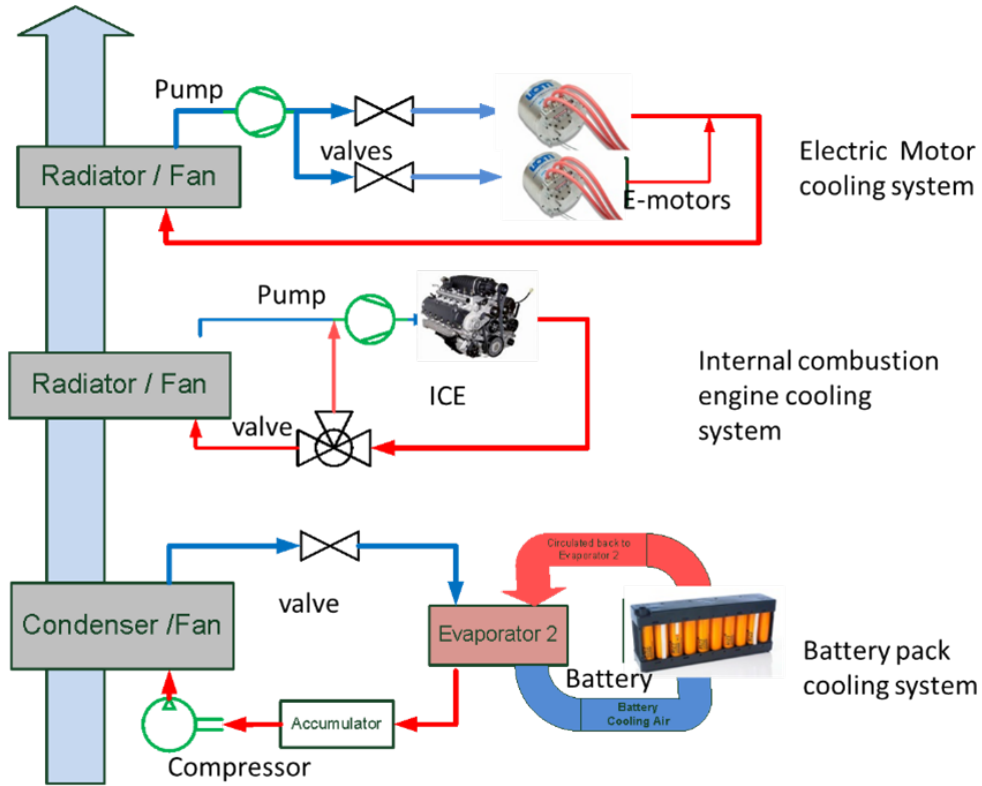 Pump
valves
Radiator / Fan
E-motors
Electric Motor
cooling system
Pump
Radiator / Fan
valve
ICE
Internal combustion
engine cooling
system
Circulated back to
Evaporator 2
valve
Condenser /Fan
Evaporator 2
Battery
Battery
Cooling Air
Accumulator
Compressor
Battery pack
cooling system